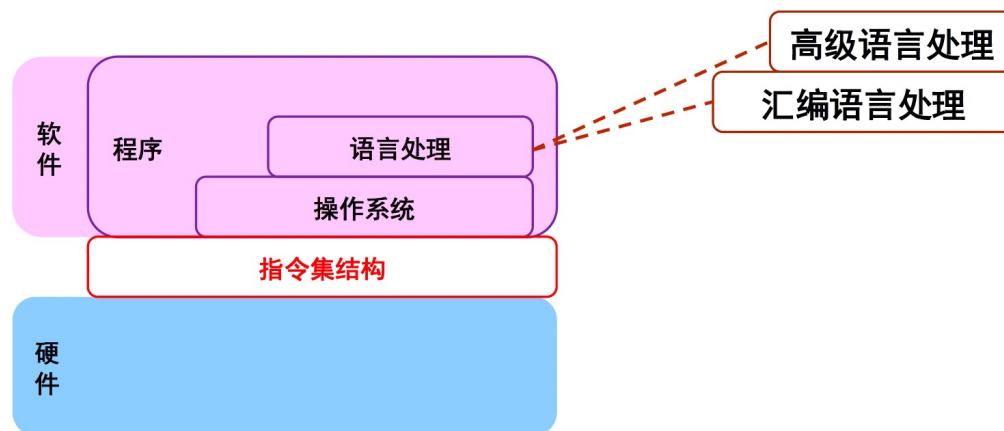 高级语言处理
汇编语言处理
软件
程序
语言处理
操作系统
指令集结构
硬件